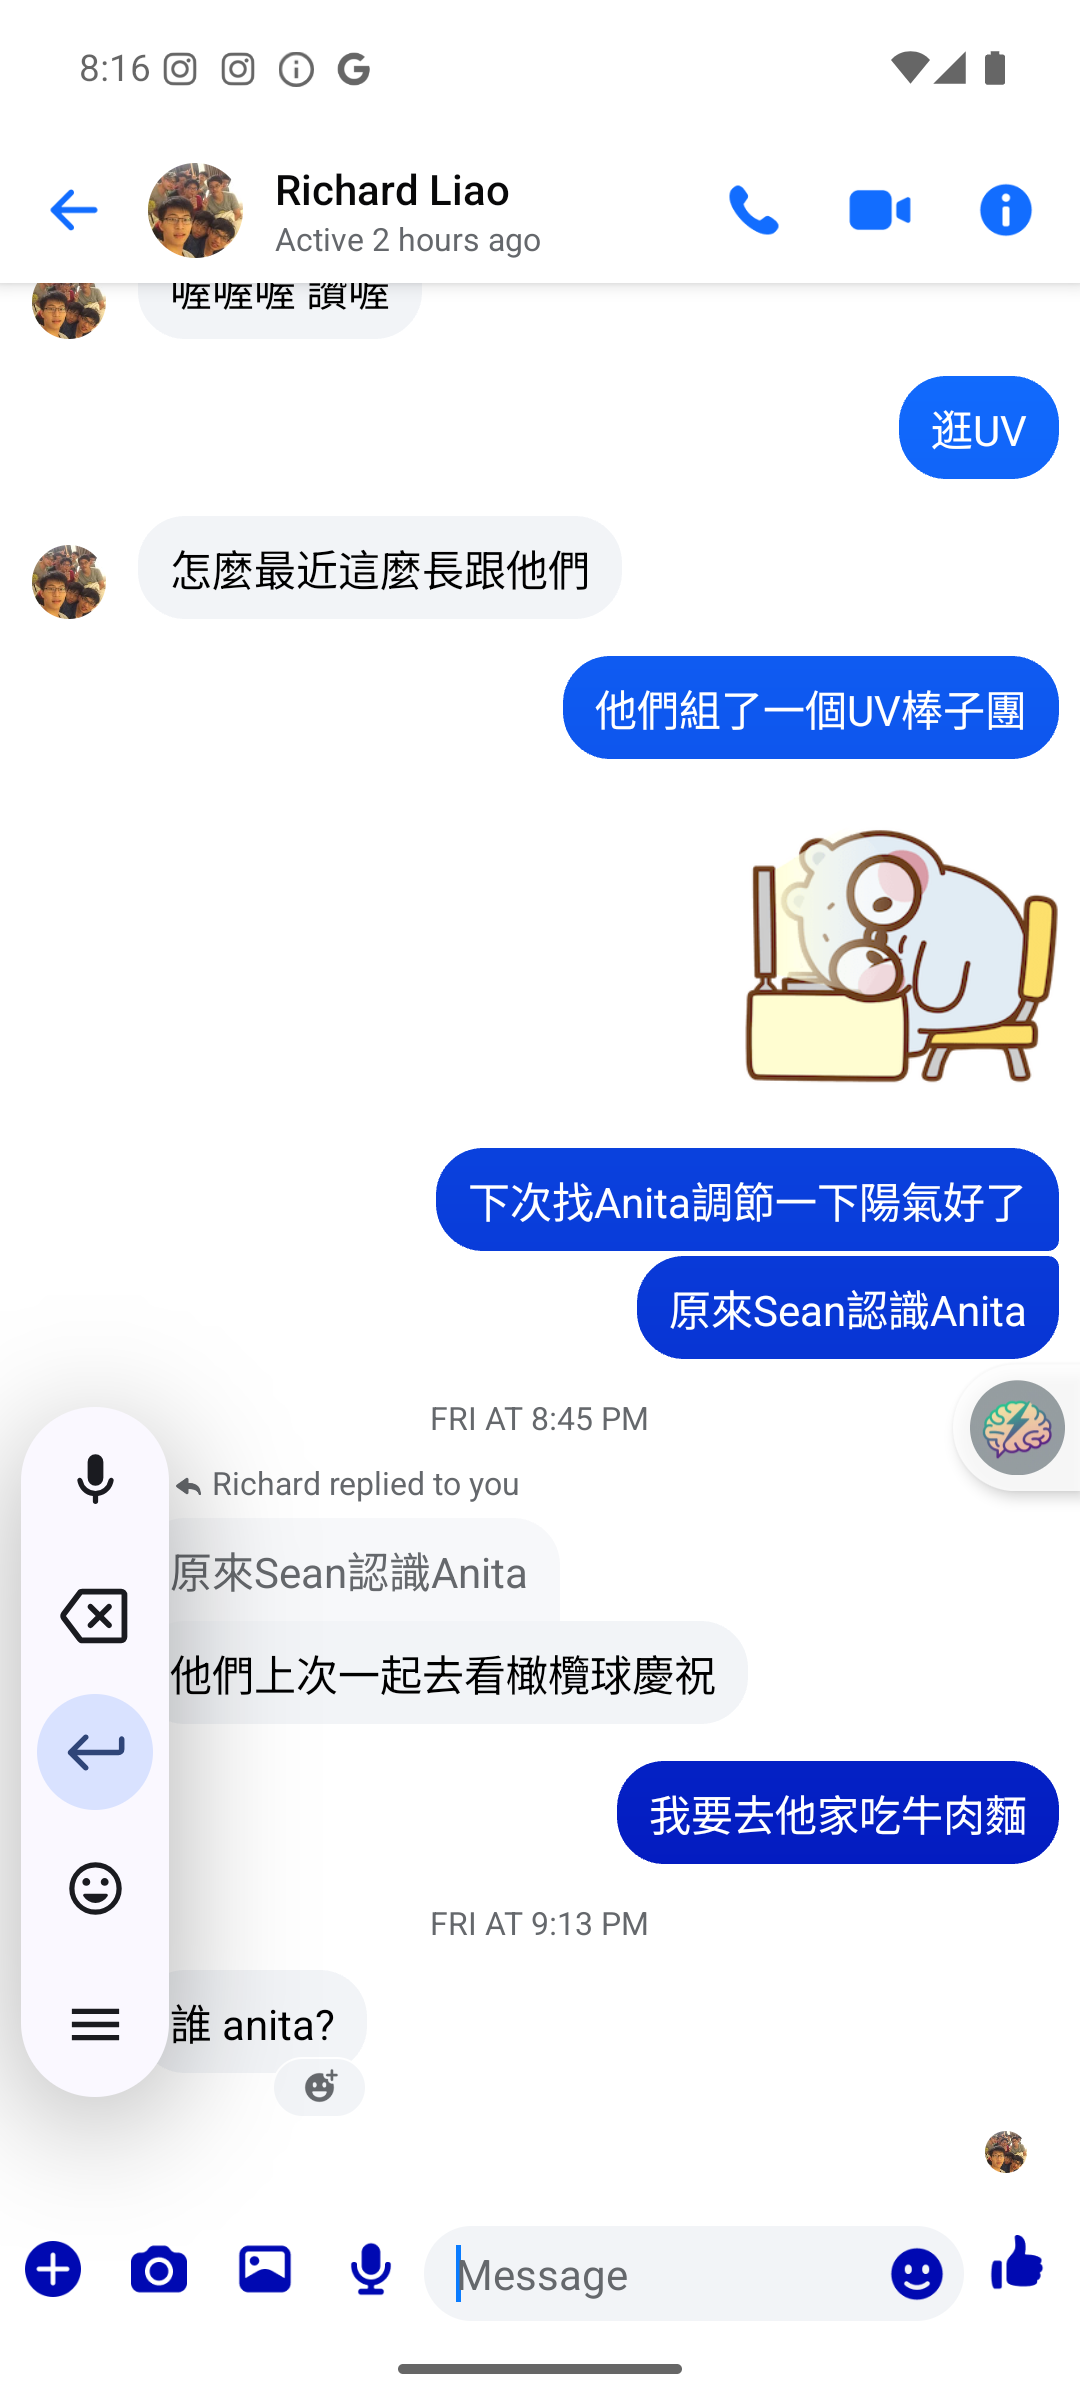 8:16
Richard Liao
Active 2 hours ago
喔喔喔 讚喔
逛UV
怎麼最近這麼長跟他們
他們組了一個UV棒子團
下次找Anita調節一下陽氣好了
原來Sean認識Anita
FRI AT 8:45 PM
Richard replied to you
原來Sean認識Anita
他們上次一起去看橄欖球慶祝
我要去他家吃牛肉麵
FRI AT 9:13 PM
誰 anita?
Message